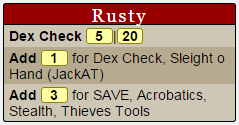 Rusty
Dex Check 5 | 20
Add 1 for Dex Check, Sleight o
Hand (JackAT)
Add 3 for SAVE, Acrobatics,
Stealth, Thieves Tools